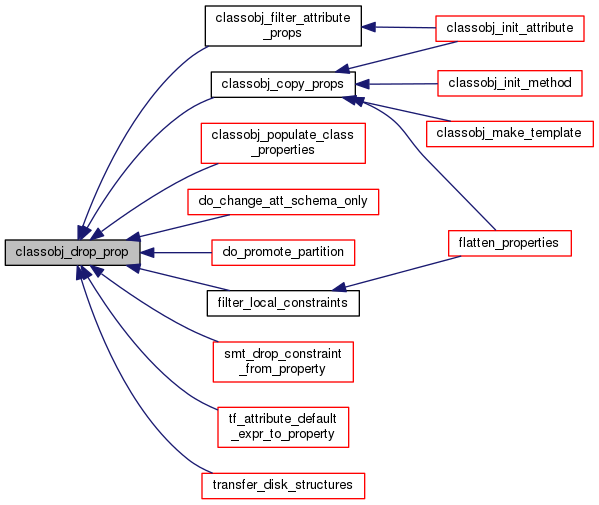 classobj_filter_attribute
_props
classobj_init_attribute
classobj_copy_props
classobj_init_method
classobj_make_template
classobj_populate_class
_properties
do_change_att_schema_only
flatten_properties
classobj_drop_prop
do_promote_partition
filter_local_constraints
smt_drop_constraint
_from_property
tf_attribute_default
_expr_to_property
transfer_disk_structures